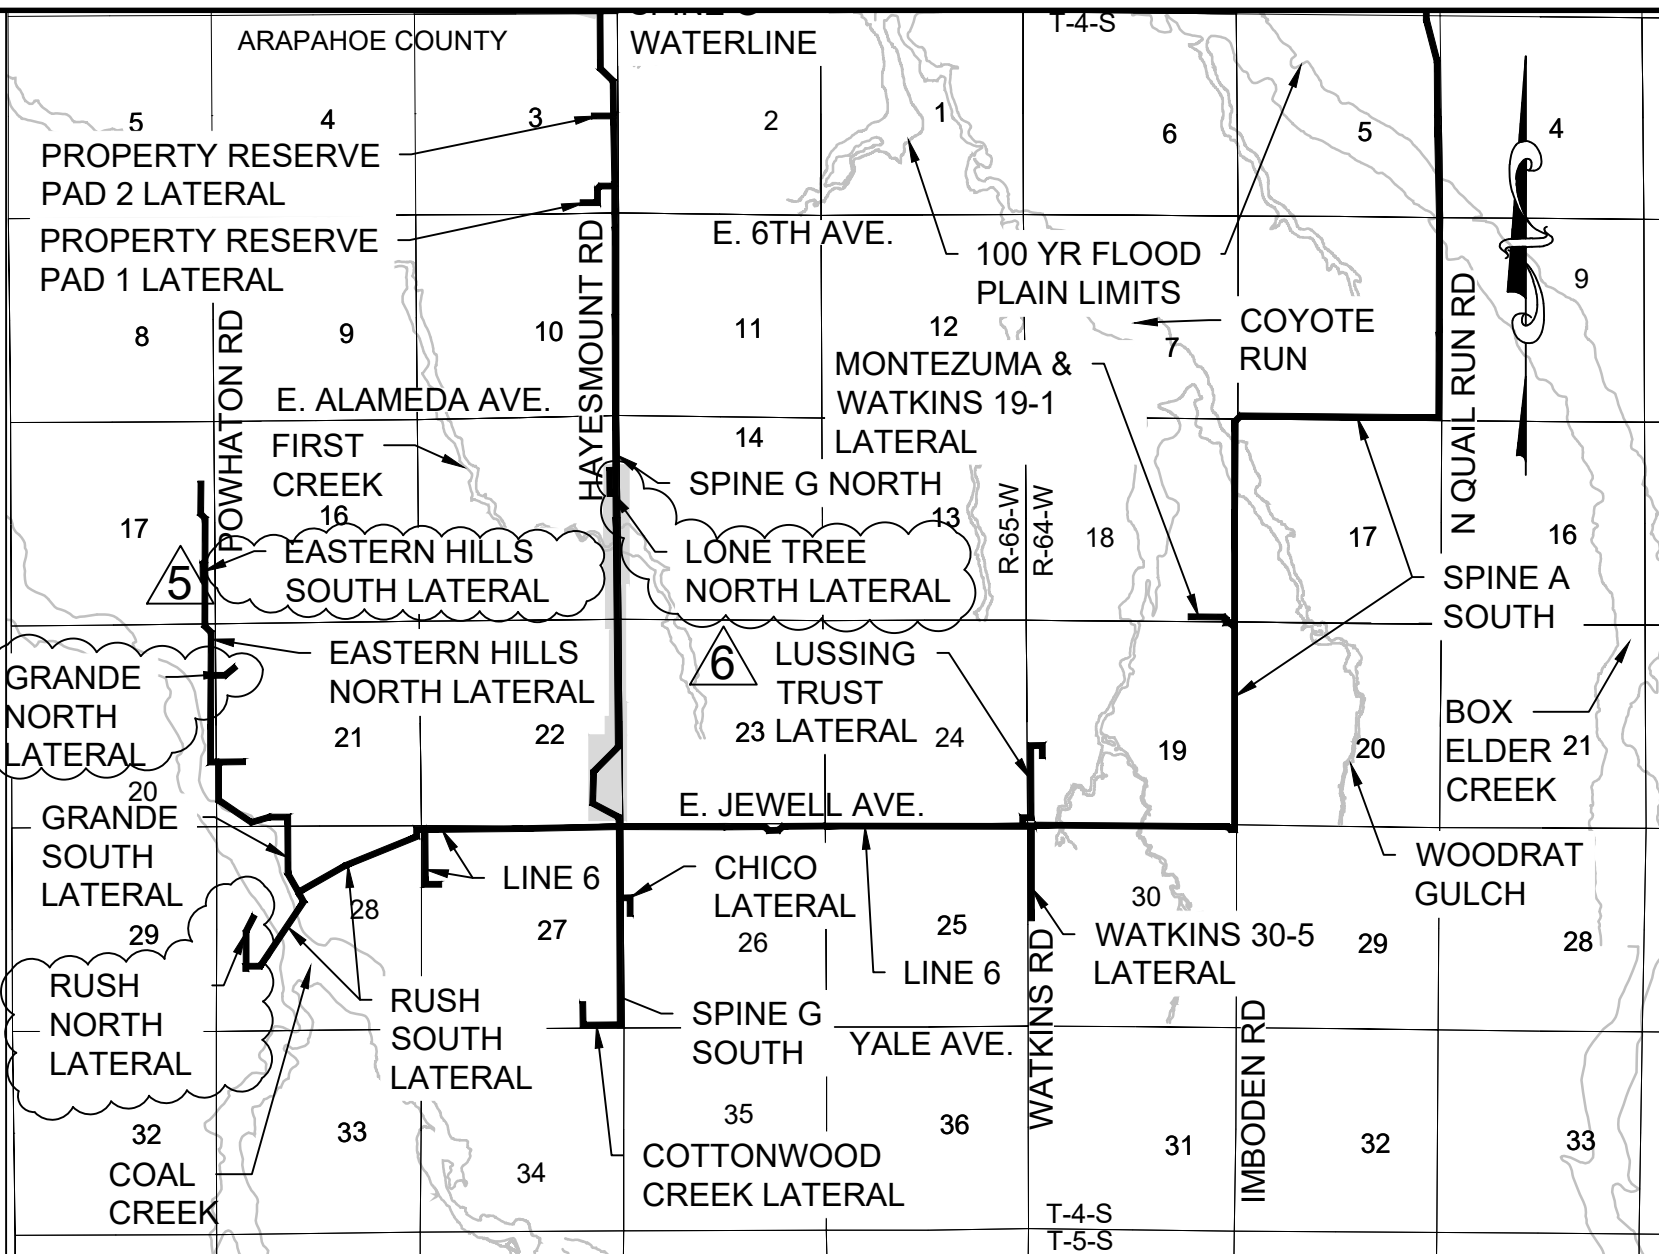 ARAPAHOE COUNTY
WATERLINE
T-4-S
5
4
3
2
1
6
5
4
PROPERTY RESERVE
PAD 2 LATERAL
PROPERTY RESERVE
PAD 1 LATERAL
E. 6TH AVE.
100 YR FLOOD
PLAIN LIMITS
HAYESMOUNT RD
N QUAIL RUN RD
POWHATON RD
8
9
10
11
12
7
9
COYOTE
RUN
MONTEZUMA &
WATKINS 19-1
LATERAL
E. ALAMEDA AVE.
FIRST
CREEK
14
SPINE G NORTH
17
16
13
R-65-W
R-64-W
18
17
16
5
EASTERN HILLS
SOUTH LATERAL
LONE TREE
NORTH LATERAL
SPINE A
SOUTH
GRANDE
NORTH
LATERAL
EASTERN HILLS
NORTH LATERAL
6
LUSSING
TRUST
LATERAL
BOX
ELDER
CREEK
20
21
22
23
24
19
20
21
E. JEWELL AVE.
GRANDE
SOUTH
LATERAL
LINE 6
CHICO
LATERAL
WOODRAT
GULCH
29
28
27
26
25
30
29
28
LINE 6
WATKINS 30-5
LATERAL
RUSH
NORTH
LATERAL
RUSH
SOUTH
LATERAL
SPINE G
SOUTH
YALE AVE.
WATKINS RD
IMBODEN RD
32
33
34
35
36
31
32
33
COAL
CREEK
COTTONWOOD
CREEK LATERAL
T-4-S
T-5-S